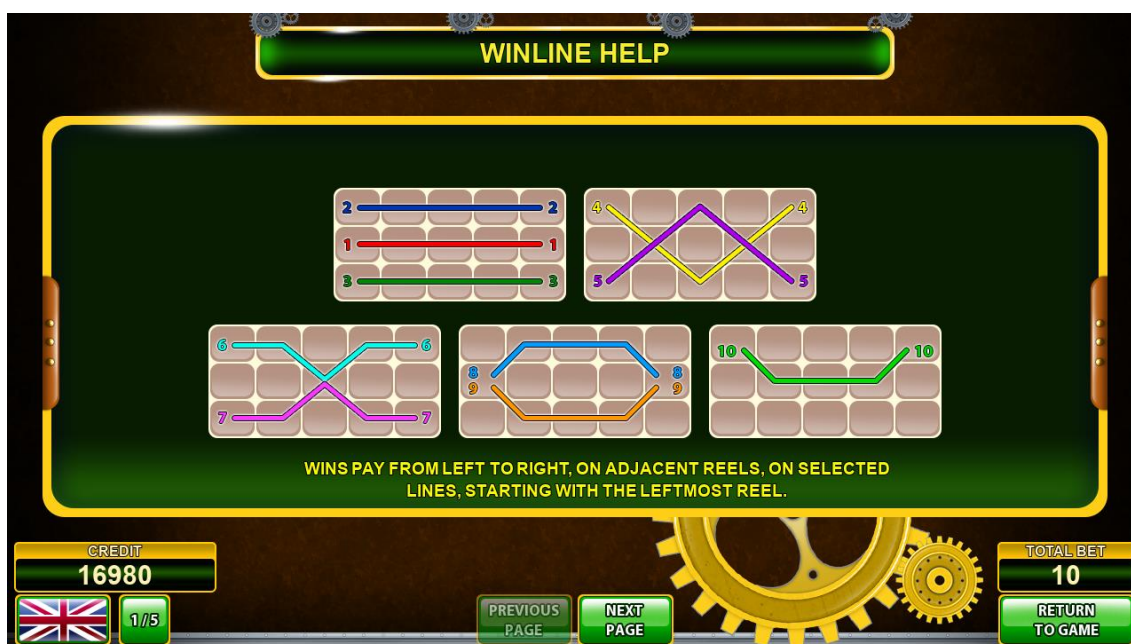 WINLINE HELP
2 2
1 1
3 3
4 4
5 5
6 6
7 7
8 8
9 9
10 10
WINS PAY FROM LEFT TO RIGHT, ON ADJACENT REELS, ON SELECTED
LINES, STARTING WITH THE LEFTMOST REEL.
CREDIT
16980
TOTAL BET
10
1/5
PREVIOUS
PAGE
NEXT
PAGE
RETURN
TO GAME